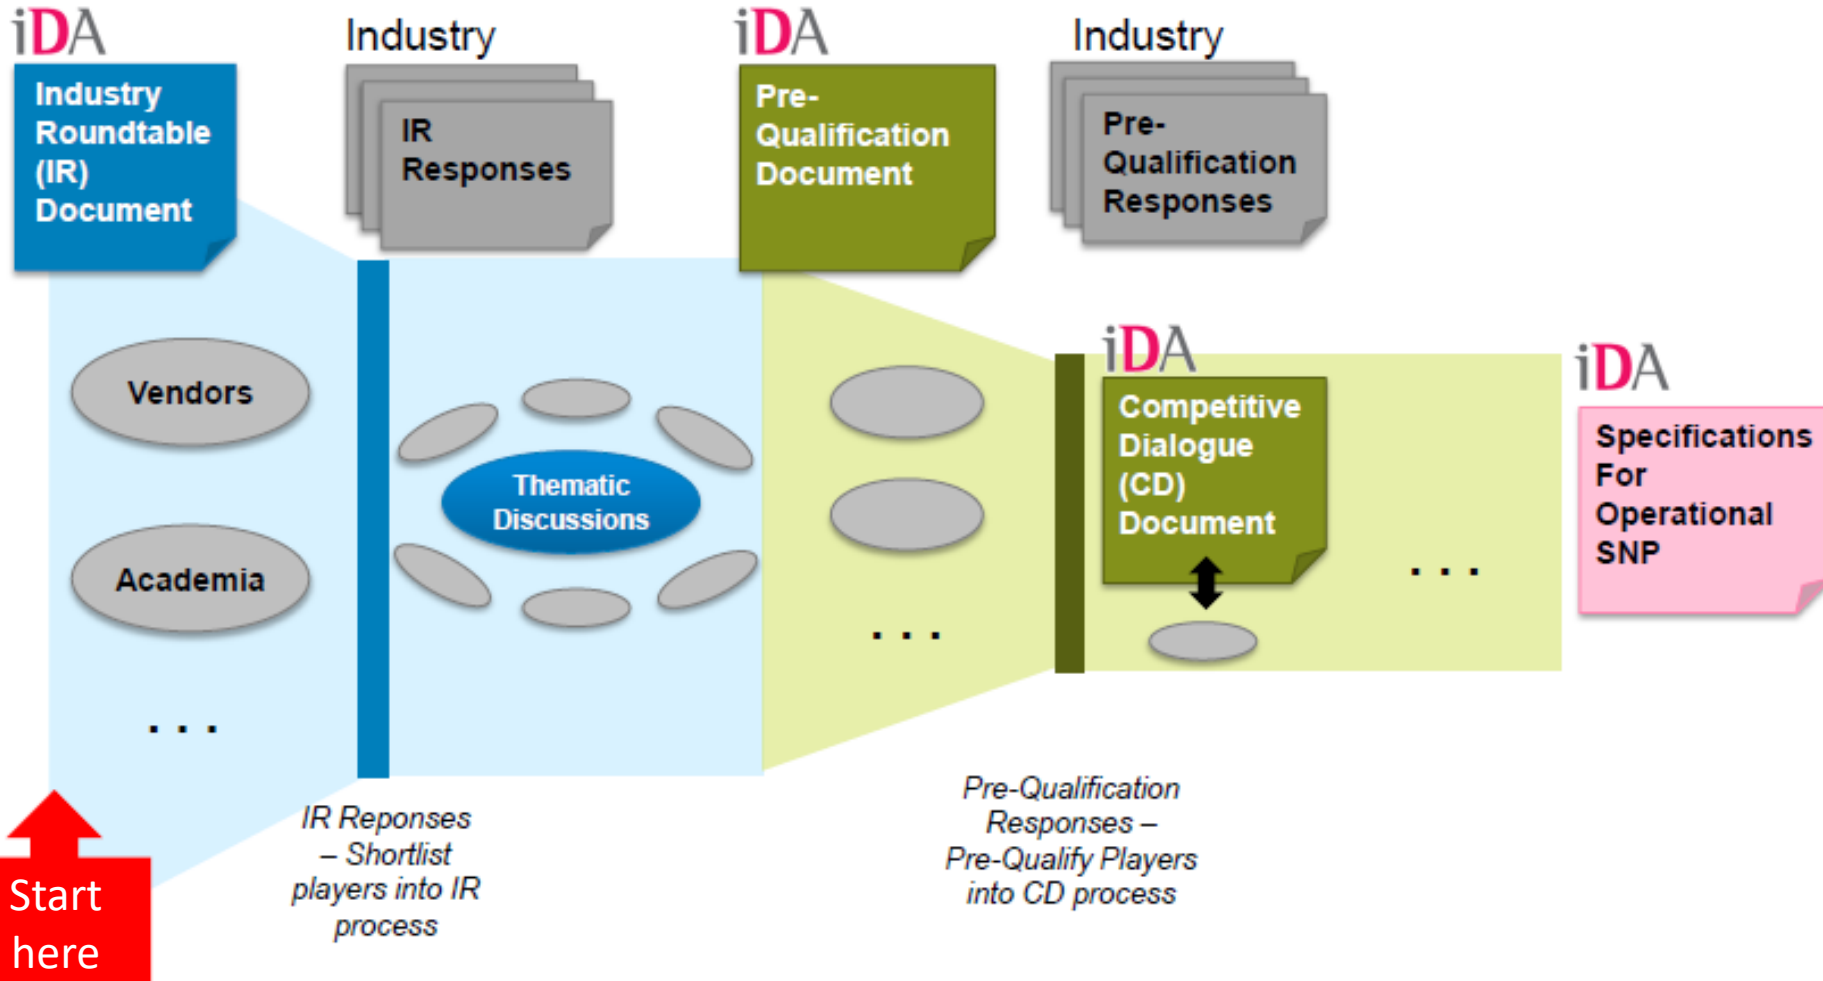 iDA
Industry
Roundtable
(IR)
Document
Industry
IR
Responses
iDA
Pre-
Qualification
Document
Industry
Pre-
Qualification
Responses
Vendors
Academia
. . .
Thematic
Discussions
. . .
iDA
Competitive
Dialogue
(CD)
Document
. . .
iDA
Specifications
For
Operational
SNP
IR Reponses
– Shortlist
players into IR
process
Pre-Qualification
Responses –
Pre-Qualify Players
into CD process
Start
here